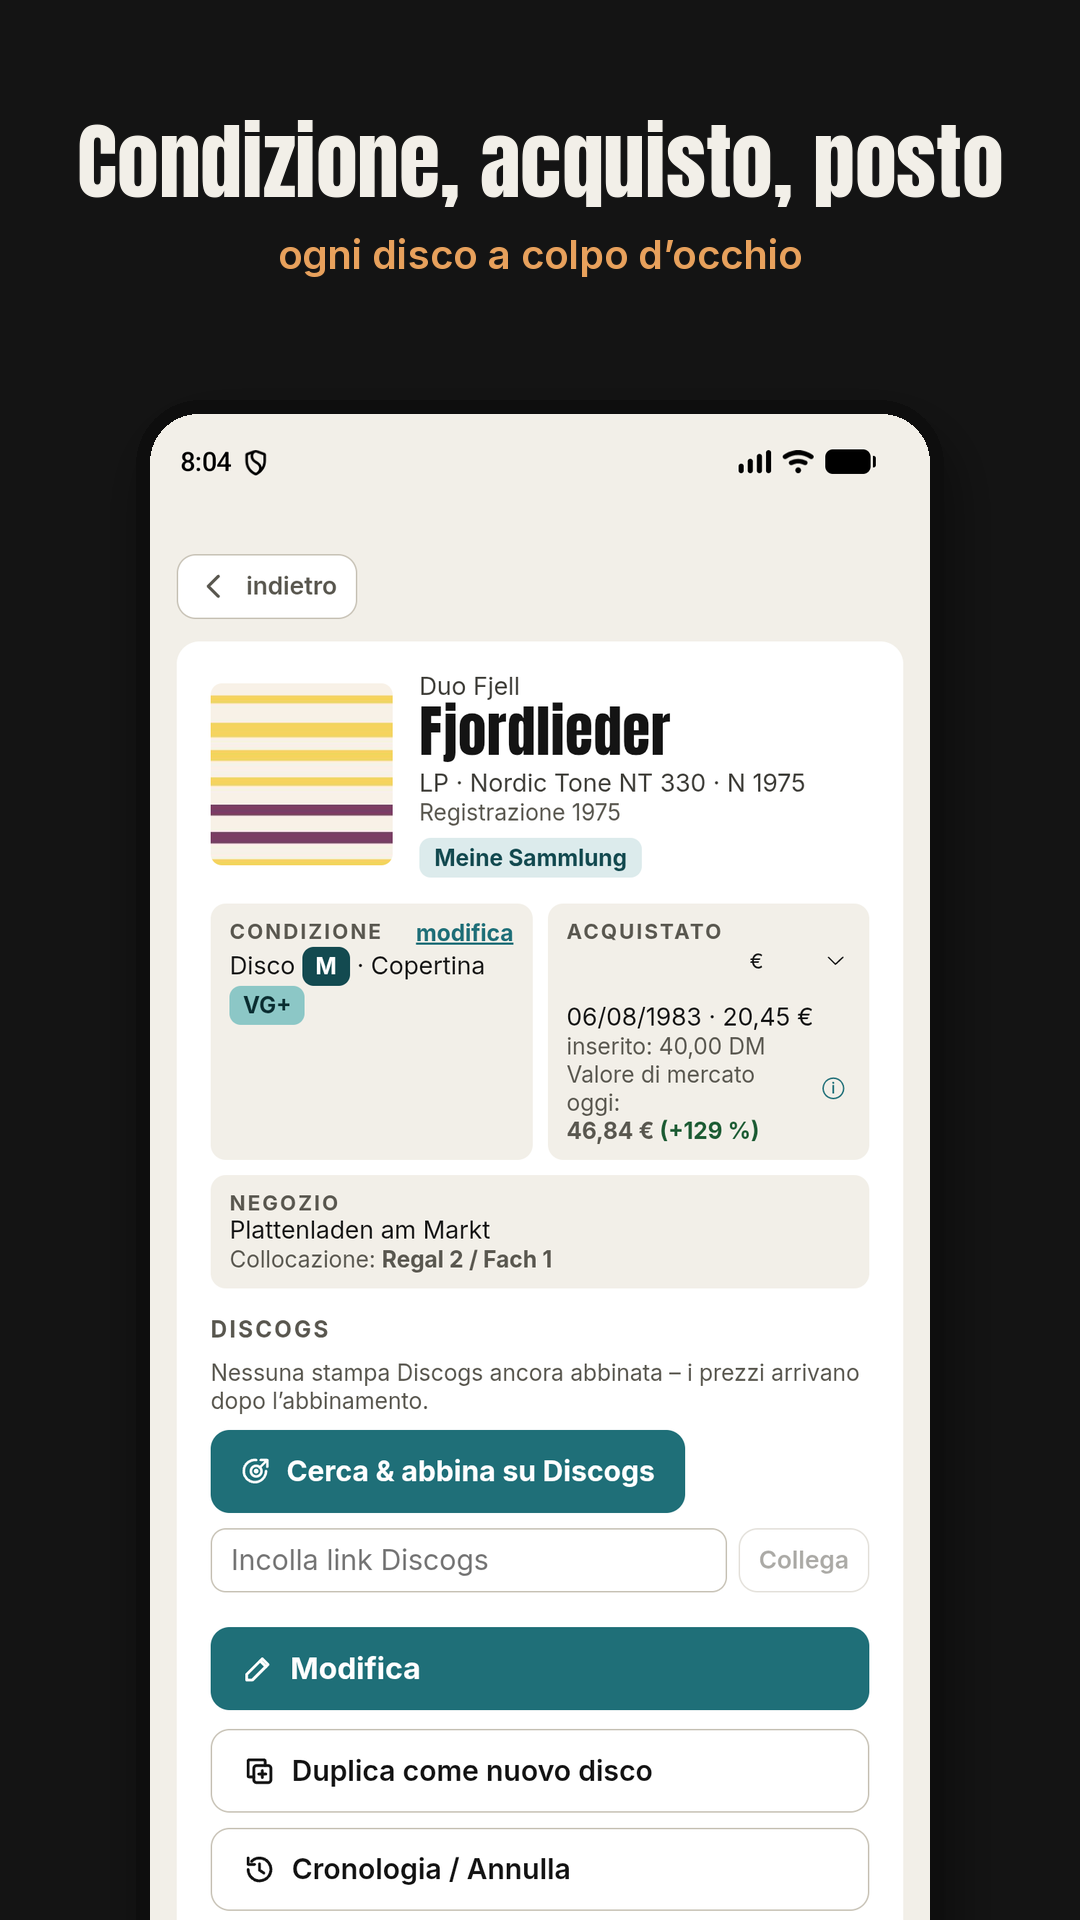 Condizione, acquisto, posto
ogni disco a colpo d’occhio
8:04
indietro
Duo Fjell
Fjordlieder
LP · Nordic Tone NT 330 · N 1975
Registrazione 1975
Meine Sammlung
CONDIZIONE modifica
Disco M · Copertina
VG+
ACQUISTATO
€
06/08/1983 · 20,45 €
inserito: 40,00 DM
Valore di mercato
oggi:
46,84 € (+129 %)
NEGOZIO
Plattenladen am Markt
Collocazione: Regal 2 / Fach 1
DISCOGS
Nessuna stampa Discogs ancora abbinata – i prezzi arrivano
dopo l’abbinamento.
Cerca & abbina su Discogs
Incolla link Discogs
Collega
Modifica
Duplica come nuovo disco
Cronologia / Annulla